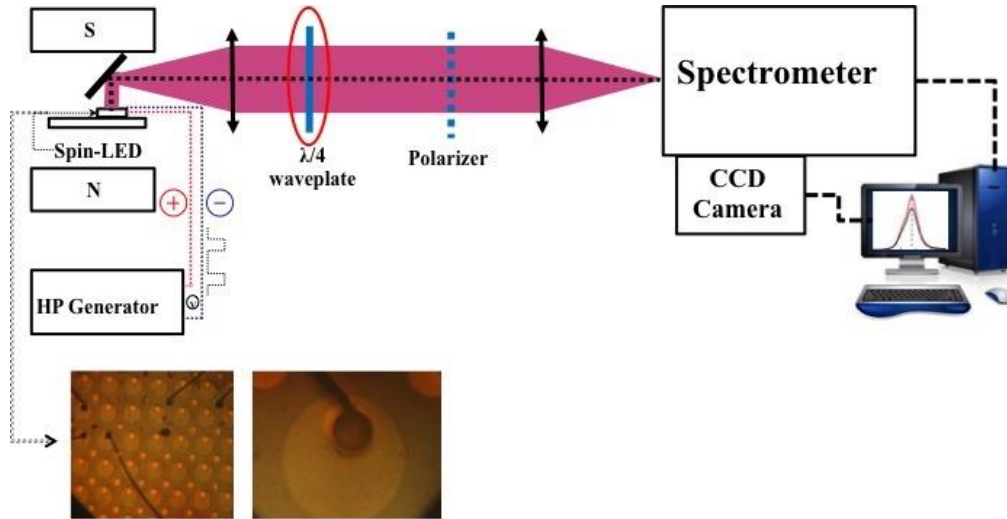 S
Spin-LED
N
+
−
HP Generator
λ/4
waveplate
Polarizer
Spectrometer
CCD
Camera